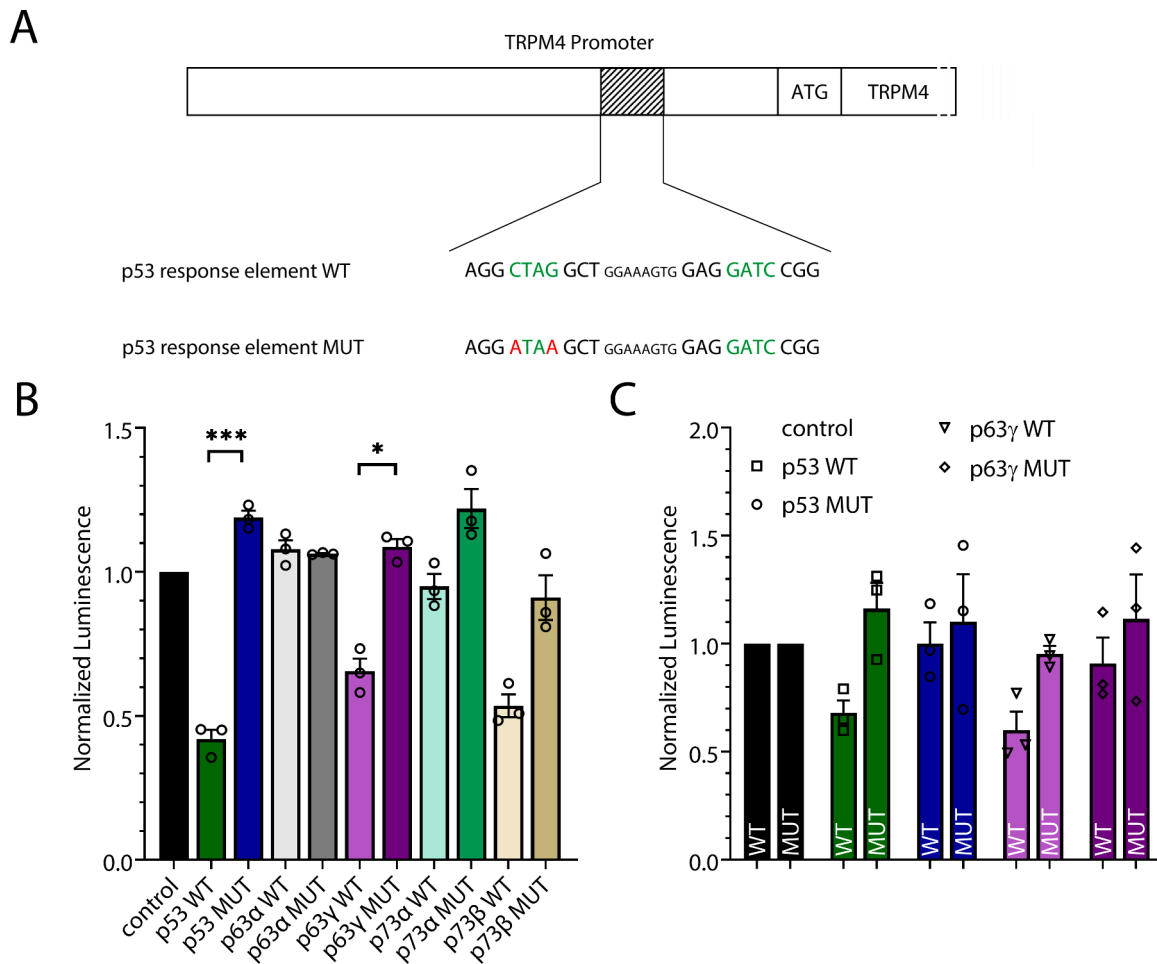 A
TRPM4 Promoter
ATG TRPM4
p53 response element WT AGG CTAG GCT GGAAAGTG GAG GATC CGG
p53 response element MUT AGG ATAA GCT GGAAAGTG GAG GATC CGG
B
Normalized Luminescence
1.5
1.0
0.5
0.0
***
*
control
p53 WT
p53 MUT
p63α WT
p63α MUT
p63γ WT
p63γ MUT
p73α WT
p73α MUT
p73β WT
p73β MUT
C
Normalized Luminescence
2.0
1.5
1.0
0.5
0.0
control
p53 WT
p53 MUT
p63γ WT
p63γ MUT
WT
MUT
WT
MUT
WT
MUT
WT
MUT
WT
MUT